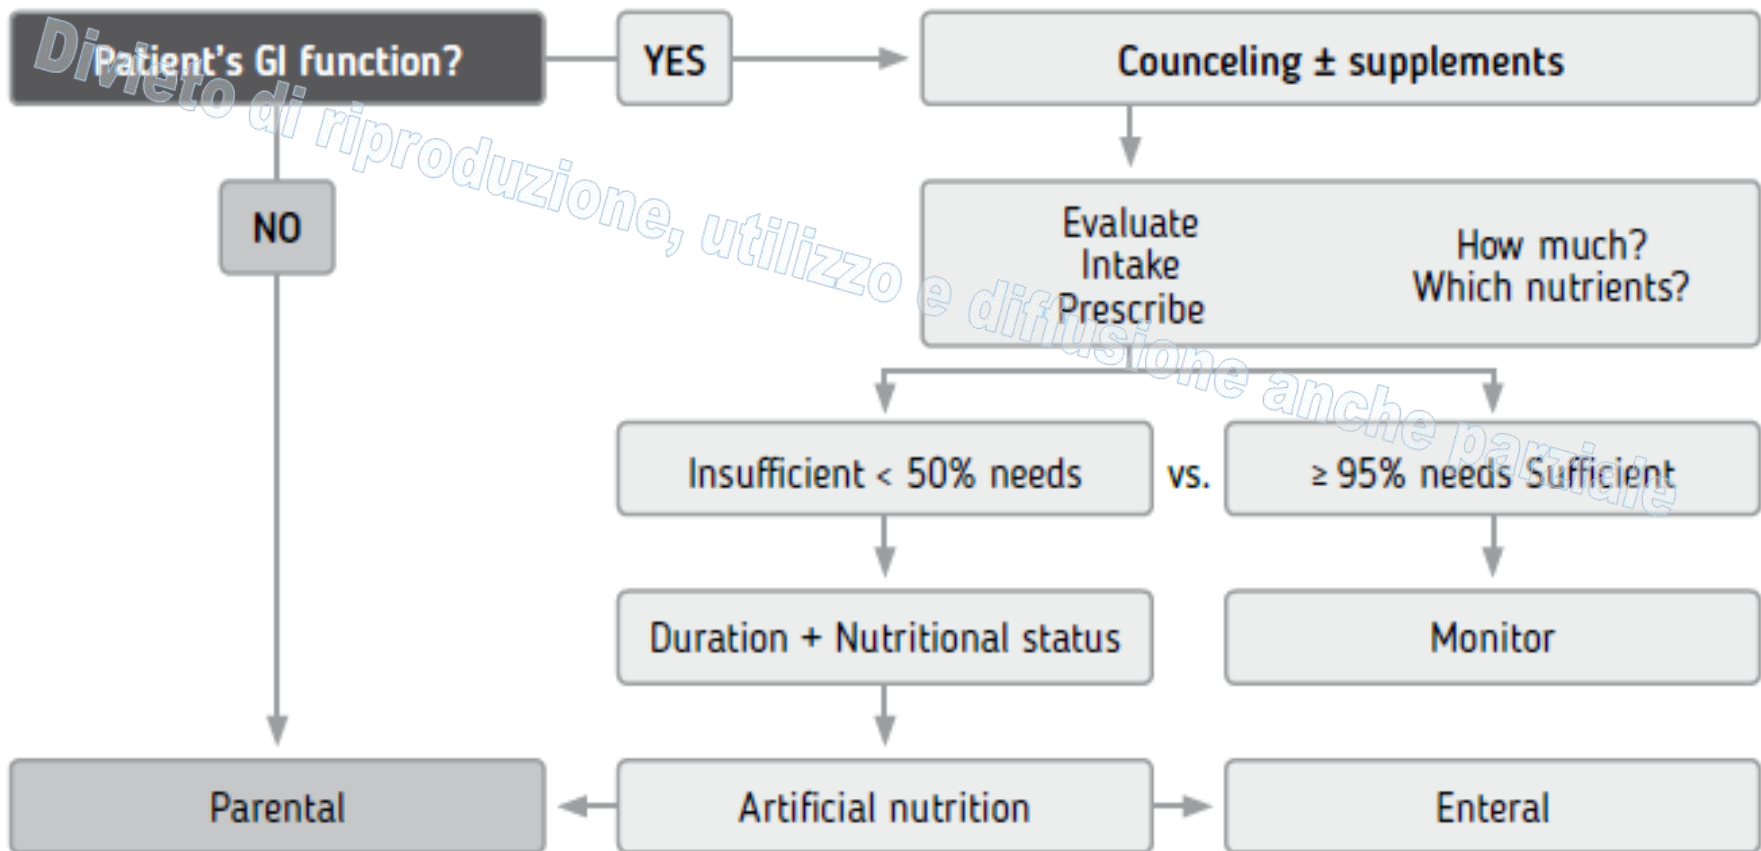 Patient's GI function?
YES
Counceling ± supplements
NO
Evaluate
Intake
Prescribe
How much?
Which nutrients?
Insufficient < 50% needs
vs.
≥ 95% needs Sufficient
Duration + Nutritional status
Monitor
Parental
Artificial nutrition
Enteral
Divieto di riproduzione, utilizzo e diffusione anche parziale